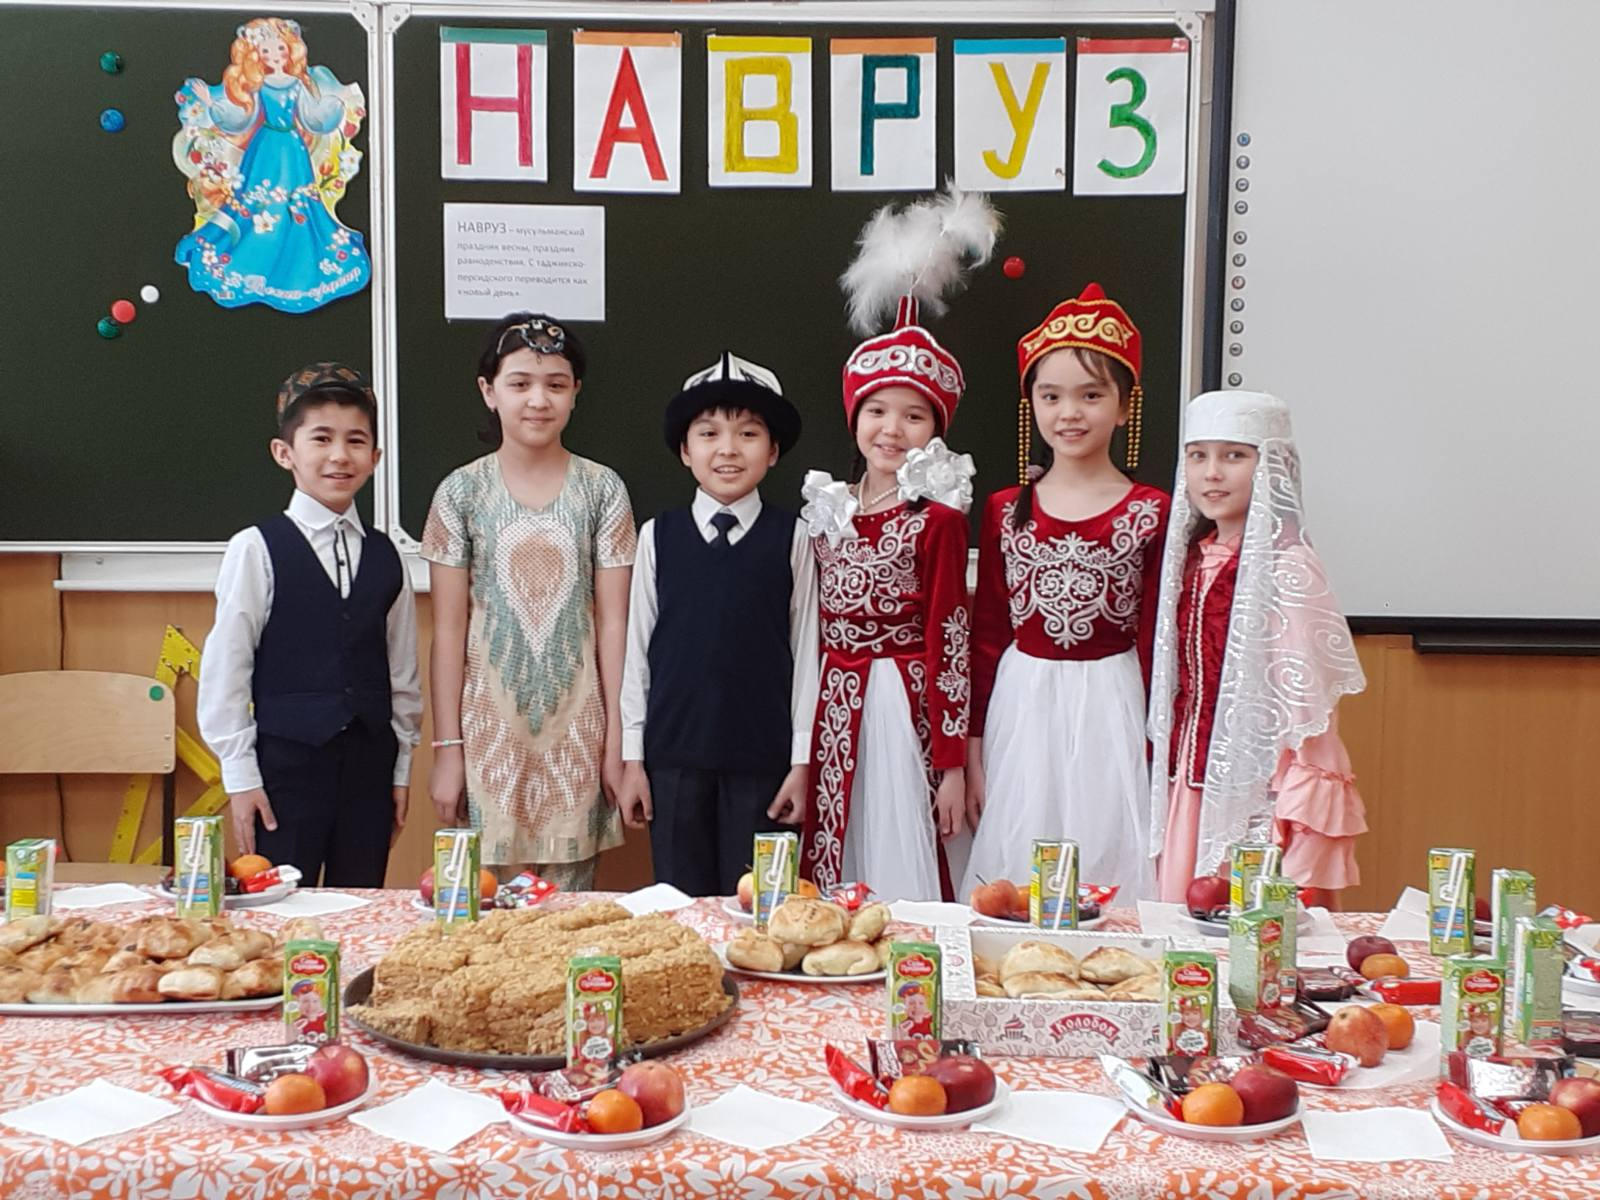 НАВРУЗ
НАВРУЗ – мусульманский
праздник весны, праздник
равноденствия. С таджикско-
персидского переводится как
«новый день».
Колобок